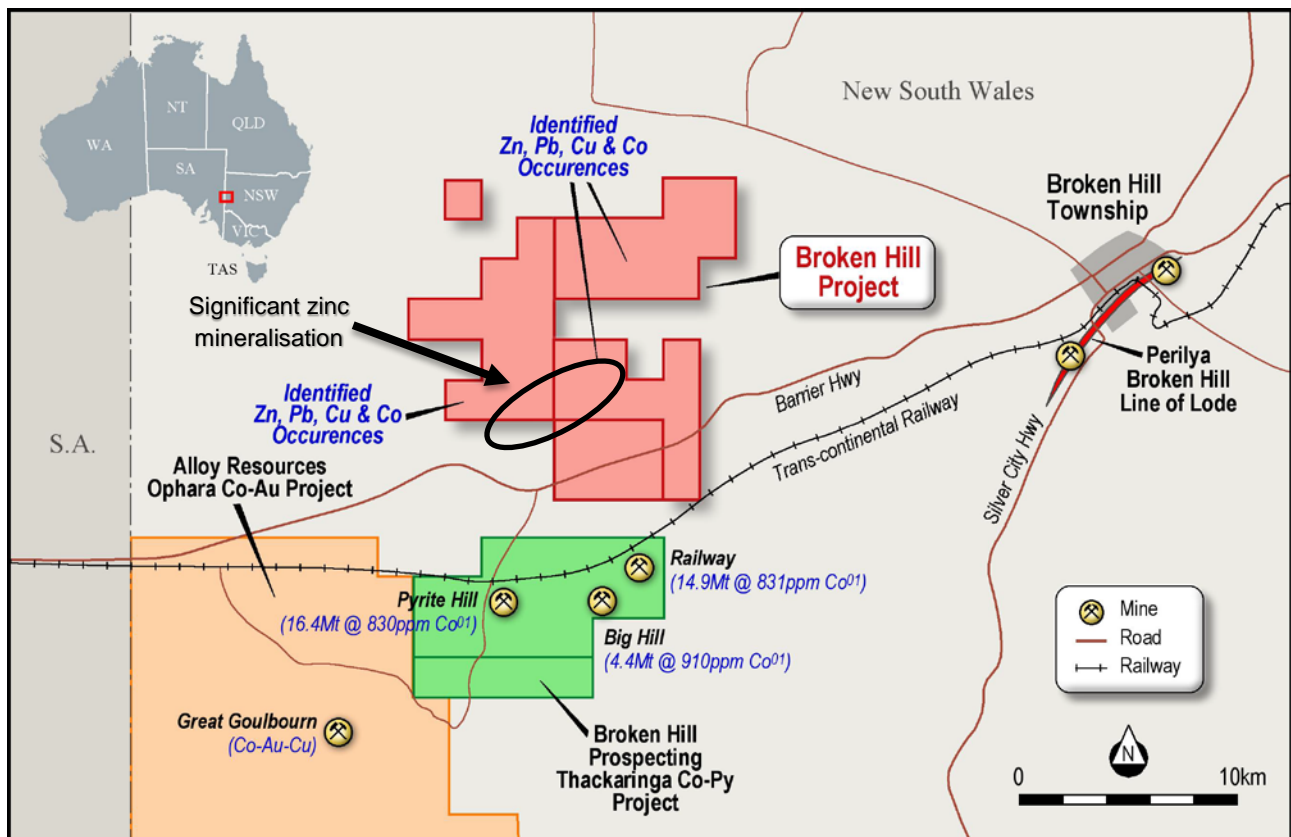 New South Wales
NT
QLD
WA
SA
NSW
VIC
TAS
Identified
Zn, Pb, Cu & Co
Occurences
Broken Hill
Township
Broken Hill
Project
Significant zinc
mineralisation
Perilya
Broken Hill
Line of Lode
Barrier Hwy
Trans-continental Railway
Silver City Hwy
Identified
Zn, Pb, Cu & Co
Occurences
S.A.
Alloy Resources
Ophara Co-Au Project
Railway
(14.9Mt @ 831ppm Co⁰¹)
Pyrite Hill
(16.4Mt @ 830ppm Co⁰¹)
Big Hill
(4.4Mt @ 910ppm Co⁰¹)
Great Goulbourn
(Co-Au-Cu)
Broken Hill
Prospecting
Thackaringa Co-Py
Project
Mine
Road
Railway
N
0 10km